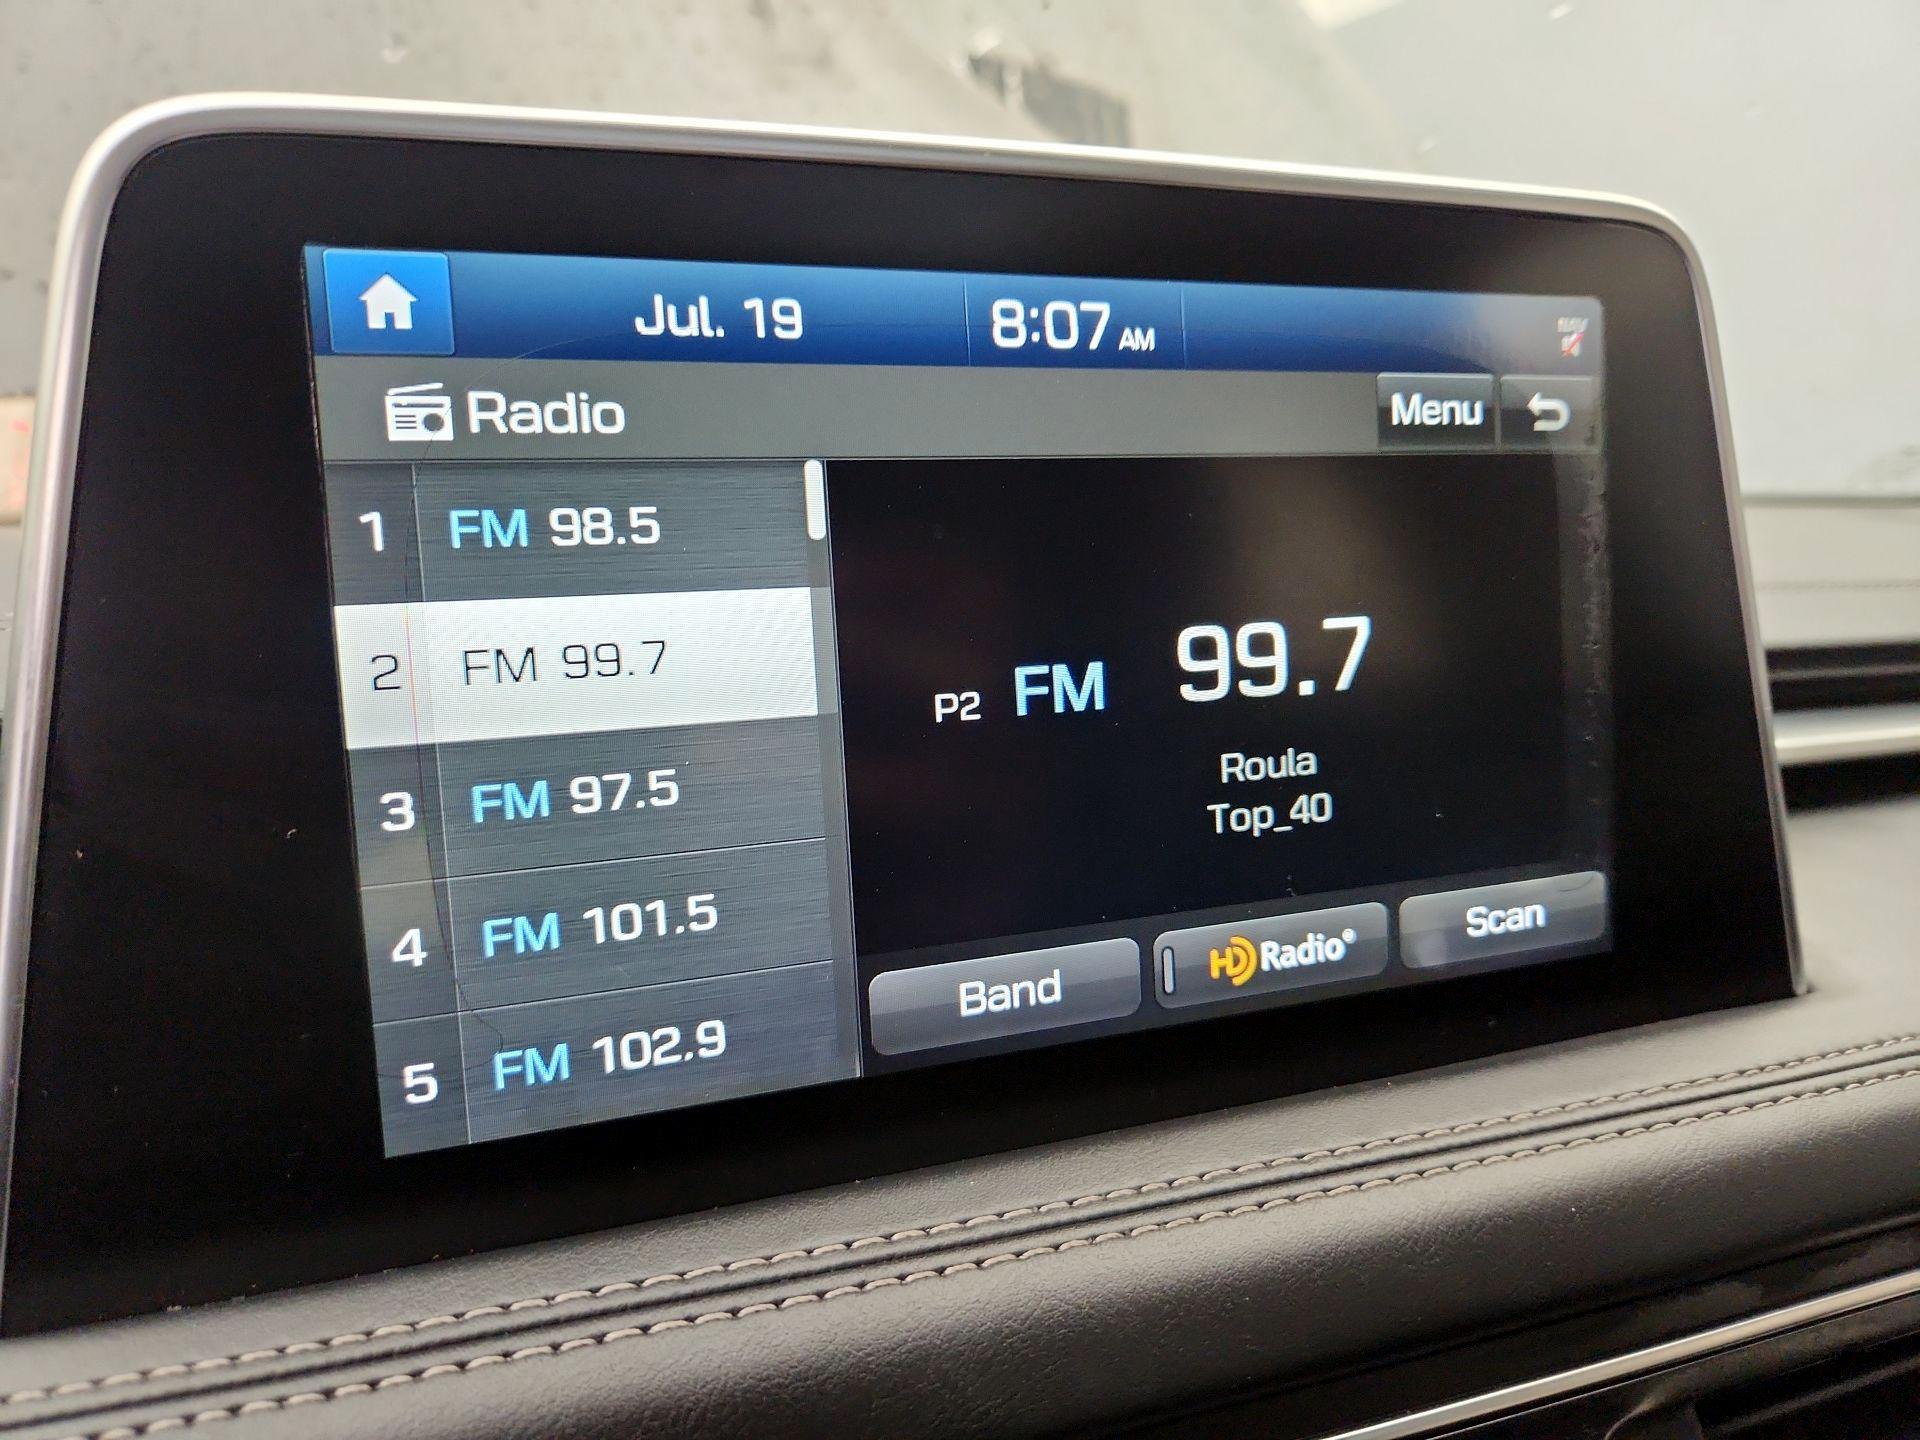 Jul. 19 8:07 AM
NAV
Radio Menu
1 FM 98.5
2 FM 99.7
3 FM 97.5
4 FM 101.5
5 FM 102.9
P2 FM 99.7
Roula
Top_40
Band HD Radio® Scan